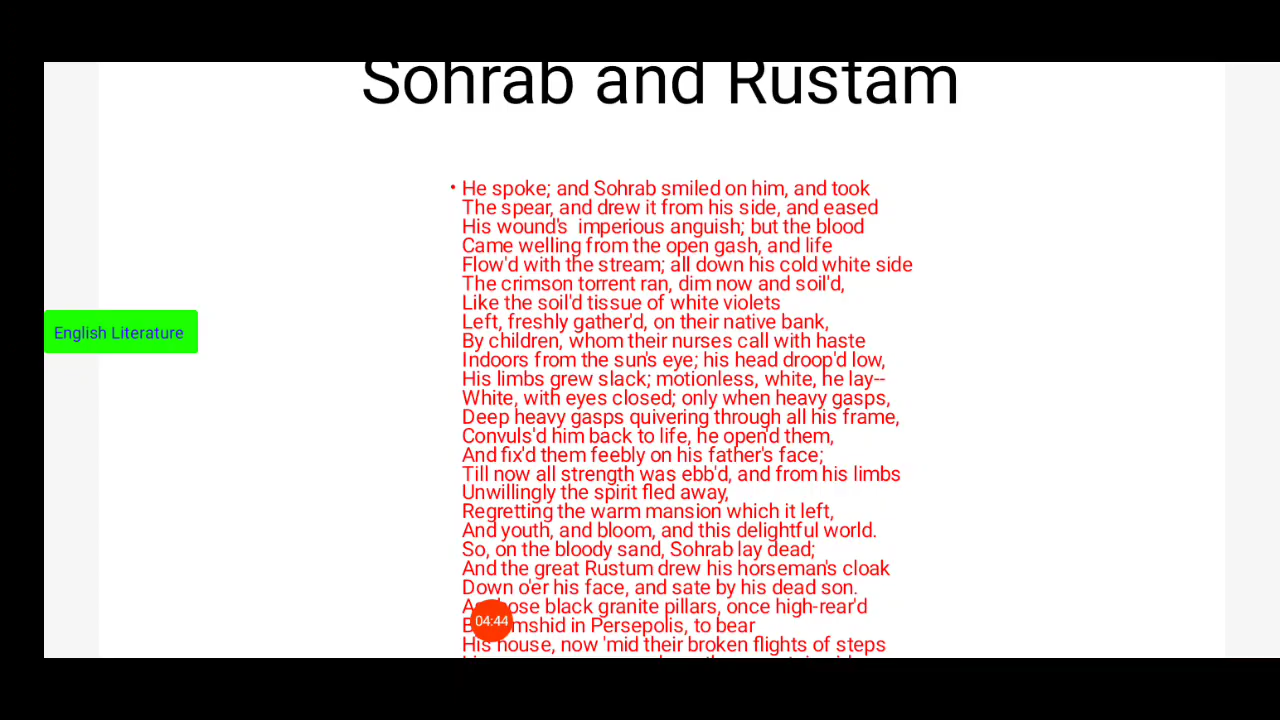 Sohrab and Rustam
• He spoke; and Sohrab smiled on him, and took
The spear, and drew it from his side, and eased
His wound's imperious anguish; but the blood
Came welling from the open gash, and life
Flow'd with the stream; all down his cold white side
The crimson torrent ran, dim now and soil'd,
Like the soil'd tissue of white violets
Left, freshly gather'd, on their native bank,
By children, whom their nurses call with haste
Indoors from the sun's eye; his head droop'd low,
His limbs grew slack; motionless, white, he lay--
White, with eyes closed; only when heavy gasps,
Deep heavy gasps quivering through all his frame,
Convuls'd him back to life, he open'd them,
And fix'd them feebly on his father's face;
Till now all strength was ebb'd, and from his limbs
Unwillingly the spirit fled away,
Regretting the warm mansion which it left,
And youth, and bloom, and this delightful world.
So, on the bloody sand, Sohrab lay dead;
And the great Rustum drew his horseman's cloak
Down o'er his face, and sate by his dead son.
black granite pillars, once high-rear'd
in Persepolis, to bear
His house, now 'mid their broken flights of steps
English Literature
04:44